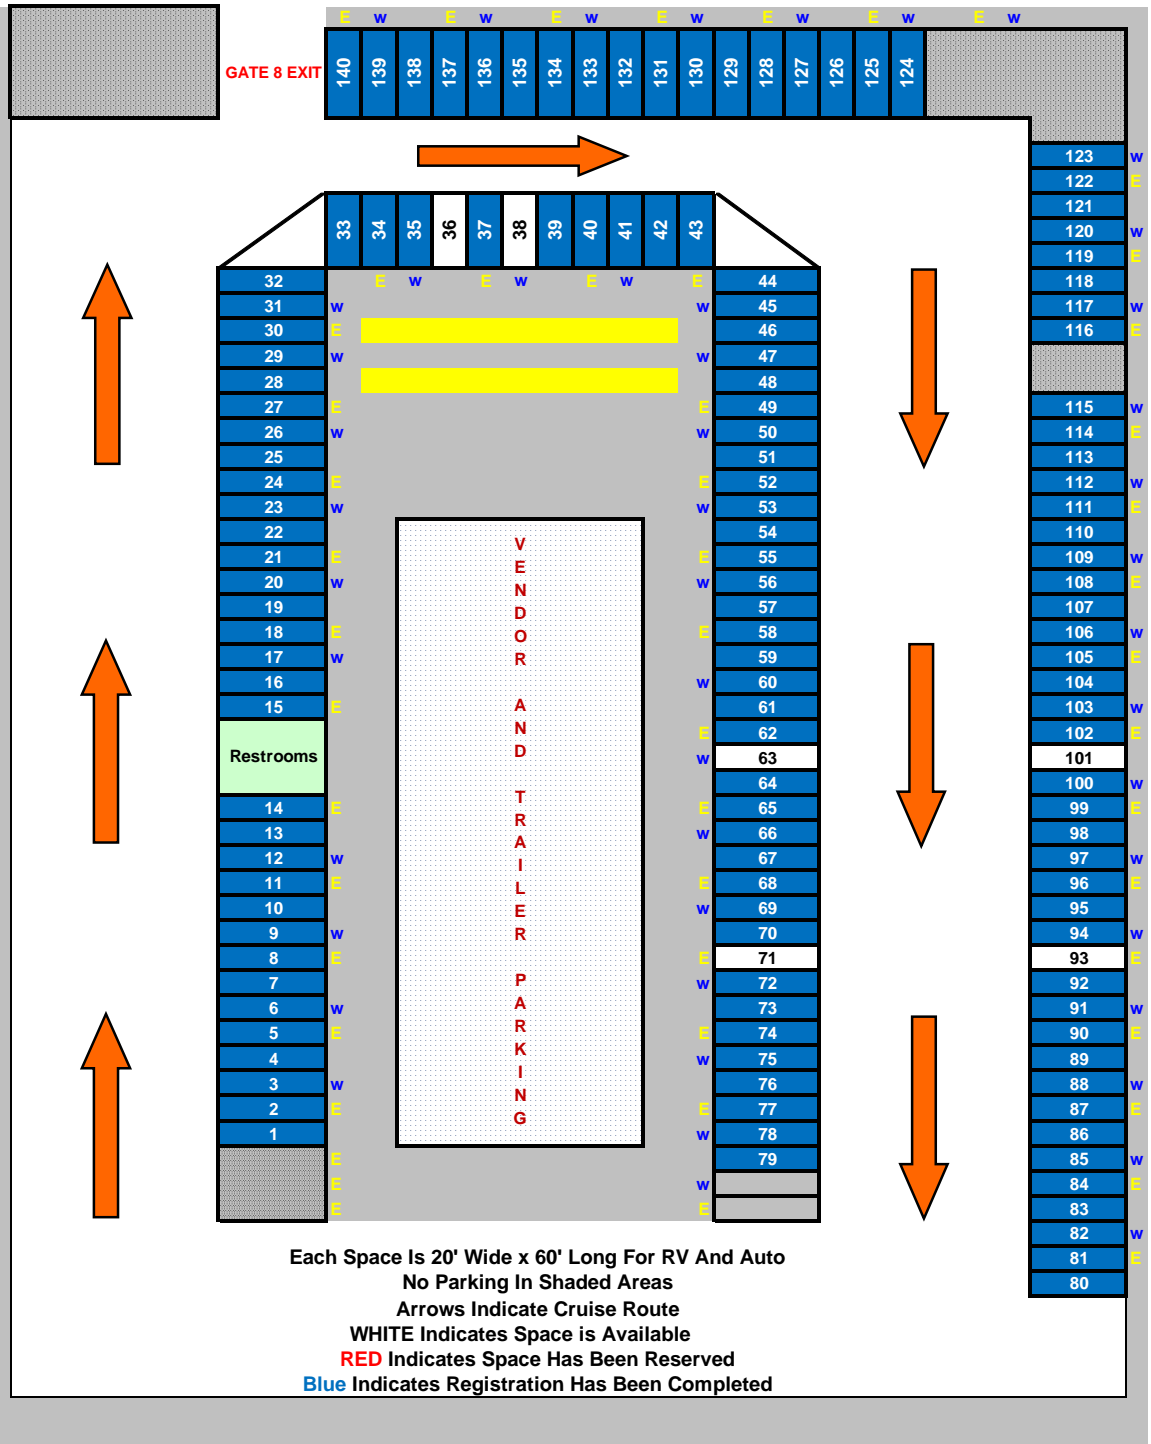 E w E w E w E w E w E w E w
GATE 8 EXIT 140 139 138 137 136 135 134 133 132 131 130 129 128 127 126 125 124
123 w
122 E
121
33 34 35 36 37 38 39 40 41 42 43 120 w
119 E
32 E w E w E w E 44 118
31 w w 45 117 w
30 E 46 116 E
29 w w 47
28 48
27 E E 49 115 w
26 w w 50 114 E
25 51 113
24 E E 52 112 w
23 w w 53 111 E
22 54 110
21 E E 55 109 w
20 w w 56 108 E
19 57 107
18 E E 58 106 w
17 w 59 105 E
16 w 60 104
15 E 61 103 w
E 62 102 E
Restrooms w 63 101
64 100 w
14 E E 65 99 E
13 w 66 98
12 w 67 97 w
11 E E 68 96 E
10 w 69 95
9 w 70 94 w
8 E E 71 93 E
7 w 72 92
6 w 73 91 w
5 E E 74 90 E
4 w 75 89
3 w 76 88 w
2 E E 77 87 E
1 w 78 86
E 79 85 w
E w 84 E
E E 83
VENDOR AND TRAILER PARKING
82 w
81 E
80
Each Space Is 20' Wide x 60' Long For RV And Auto
No Parking In Shaded Areas
Arrows Indicate Cruise Route
WHITE Indicates Space is Available
RED Indicates Space Has Been Reserved
Blue Indicates Registration Has Been Completed